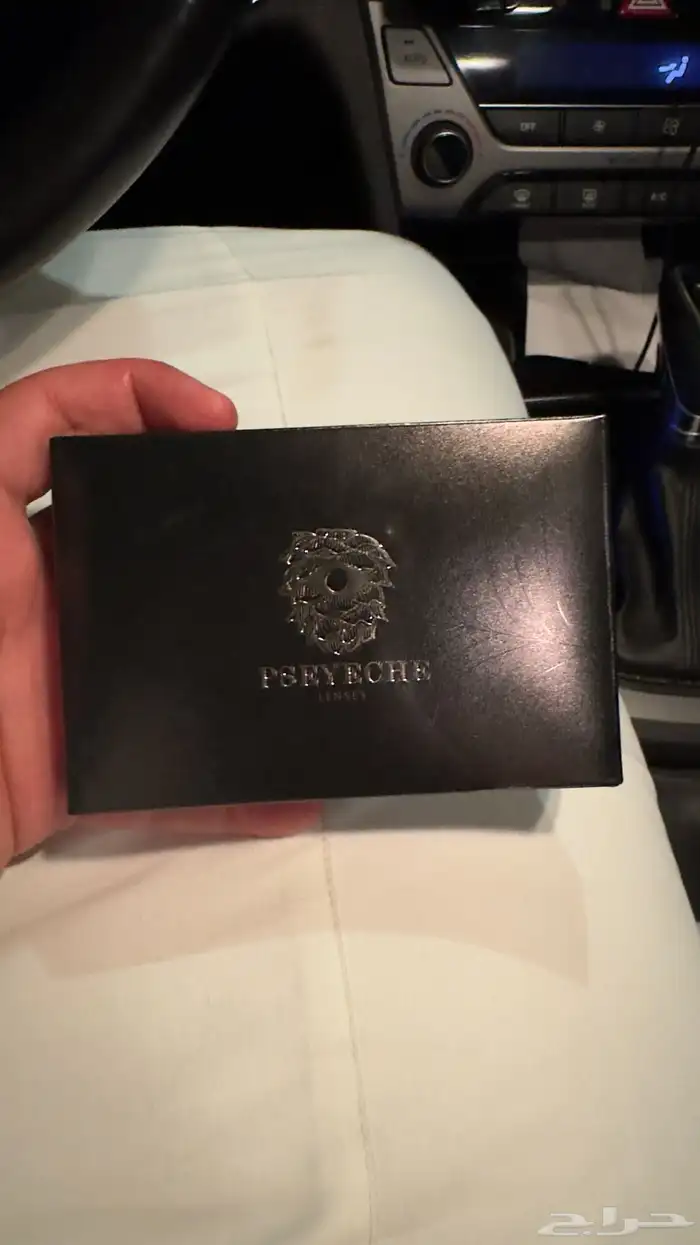 OFF
A/C
PSEYECHE
LENSES
حراج